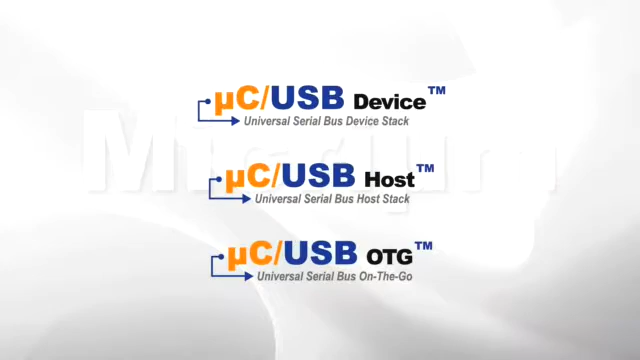 Micriµm
µC/USB Device™
Universal Serial Bus Device Stack
µC/USB Host™
Universal Serial Bus Host Stack
µC/USB OTG™
Universal Serial Bus On-The-Go